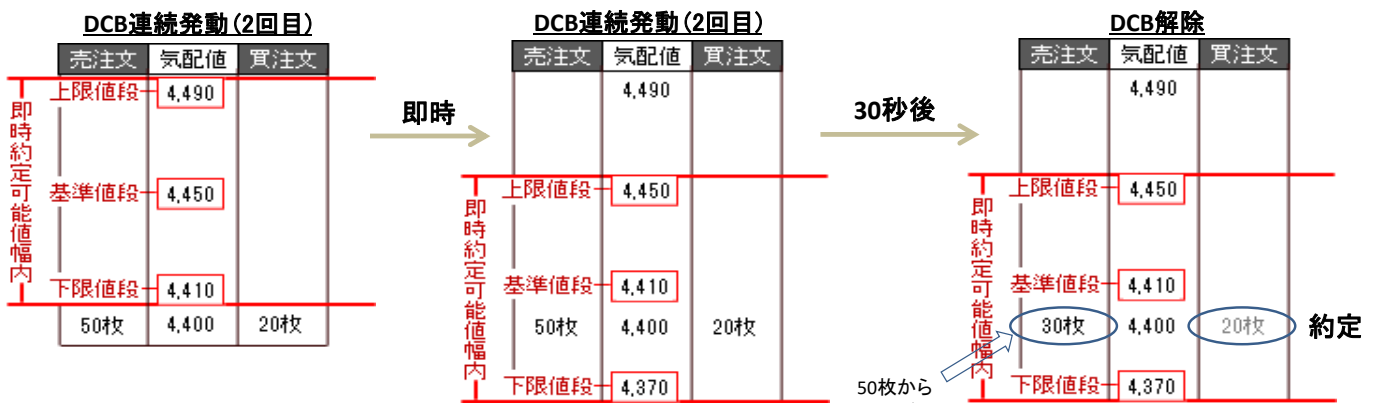 DCB連続発動(2回目)
売注文 気配値 買注文
上限値段 4,490
基準値段 4,450
下限値段 4,410
50枚 4,400 20枚
即時約定可能値幅内
即時
DCB連続発動(2回目)
売注文 気配値 買注文
4,490
上限値段 4,450
基準値段 4,410
50枚 4,400 20枚
下限値段 4,370
即時約定可能値幅内
30秒後
DCB解除
売注文 気配値 買注文
4,490
上限値段 4,450
基準値段 4,410
30枚 4,400 20枚 約定
下限値段 4,370
即時約定可能値幅内
50枚から